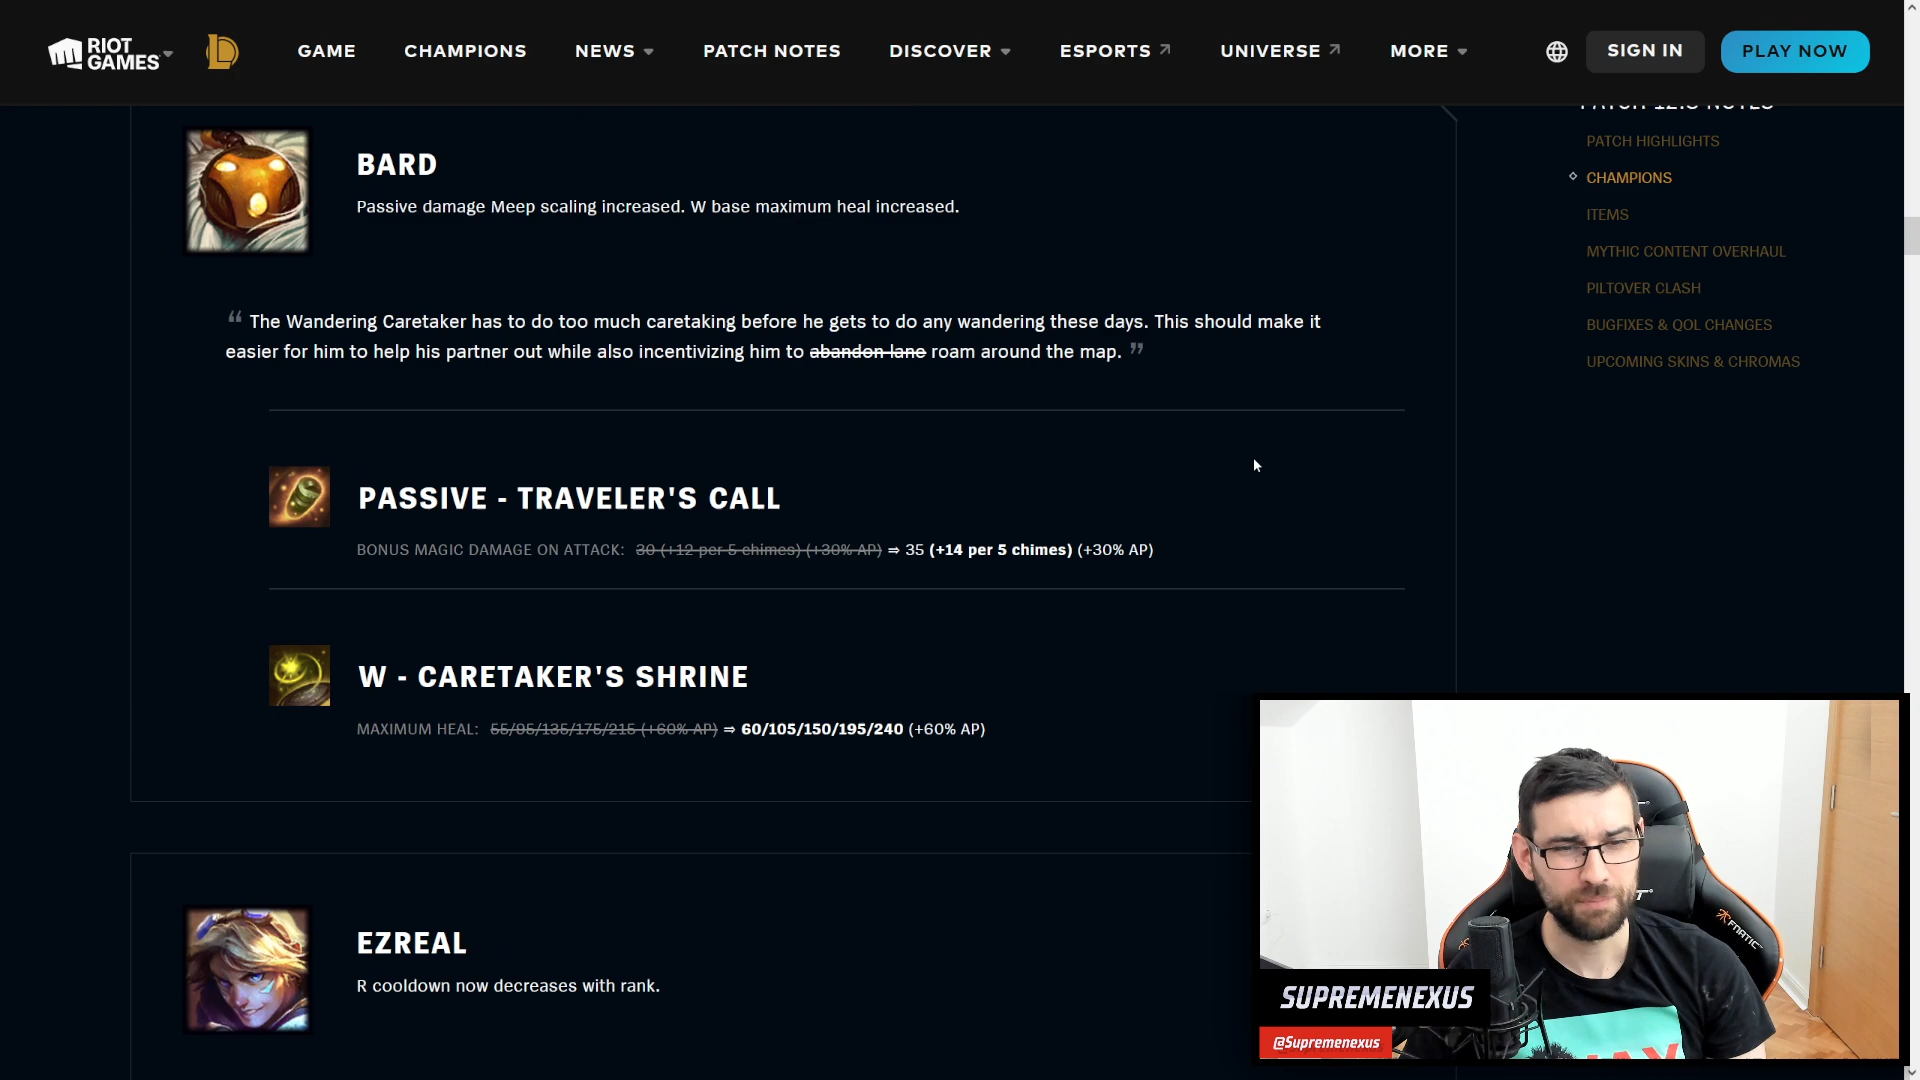 RIOT GAMES
GAME
CHAMPIONS
NEWS
PATCH NOTES
DISCOVER
ESPORTS
UNIVERSE
MORE
SIGN IN
PLAY NOW
BARD
Passive damage Meep scaling increased. W base maximum heal increased.
“ The Wandering Caretaker has to do too much caretaking before he gets to do any wandering these days. This should make it
easier for him to help his partner out while also incentivizing him to abandon lane roam around the map. ”
PASSIVE - TRAVELER'S CALL
BONUS MAGIC DAMAGE ON ATTACK: 30 (+12 per 5 chimes) (+30% AP) ⇒ 35 (+14 per 5 chimes) (+30% AP)
W - CARETAKER'S SHRINE
MAXIMUM HEAL: 55/95/135/175/215 (+60% AP) ⇒ 60/105/150/195/240 (+60% AP)
EZREAL
R cooldown now decreases with rank.
PATCH HIGHLIGHTS
CHAMPIONS
ITEMS
MYTHIC CONTENT OVERHAUL
PILTOVER CLASH
BUGFIXES & QOL CHANGES
UPCOMING SKINS & CHROMAS
FNATIC
SUPREMENEXUS
@Supremenexus